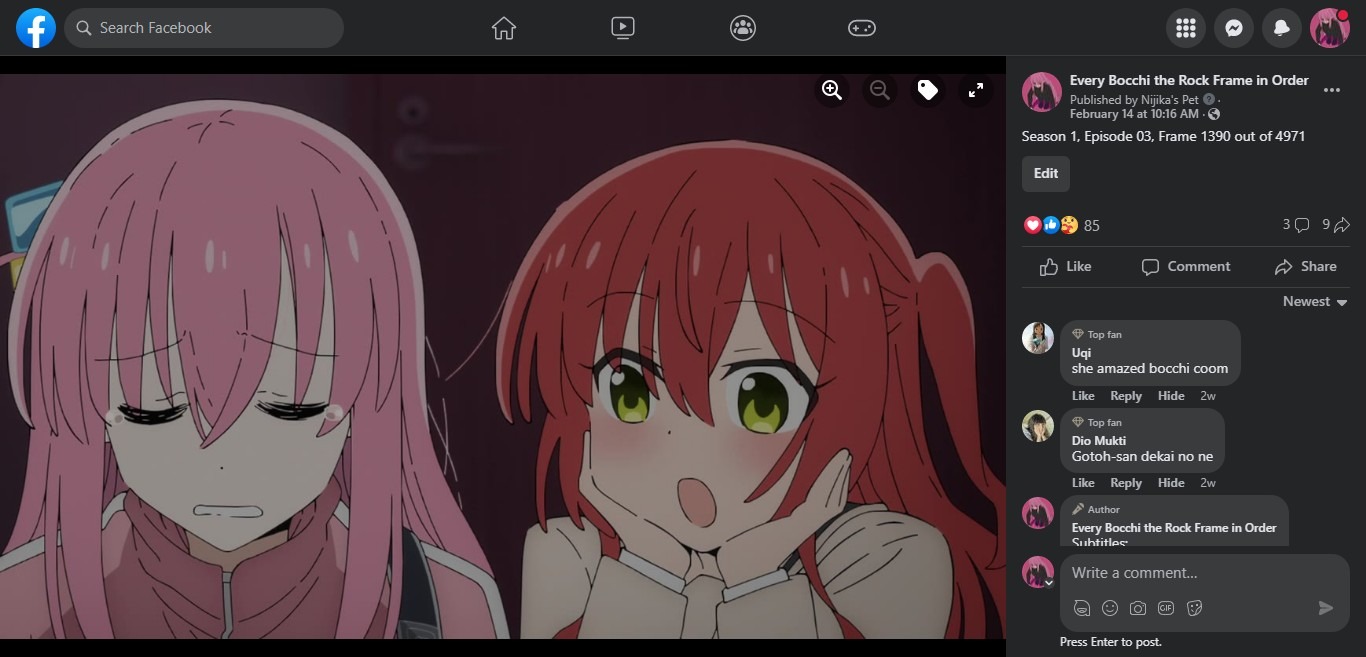 Search Facebook
Every Bocchi the Rock Frame in Order
Published by Nijika's Pet ·
February 14 at 10:16 AM ·
Season 1, Episode 03, Frame 1390 out of 4971
Edit
85
3
9
Like
Comment
Share
Newest
Top fan
Uqi
she amazed bocchi coom
Like Reply Hide 2w
Top fan
Dio Mukti
Gotoh-san dekai no ne
Like Reply Hide 2w
Author
Every Bocchi the Rock Frame in Order
Subtitles:
Write a comment...
GIF
Press Enter to post.